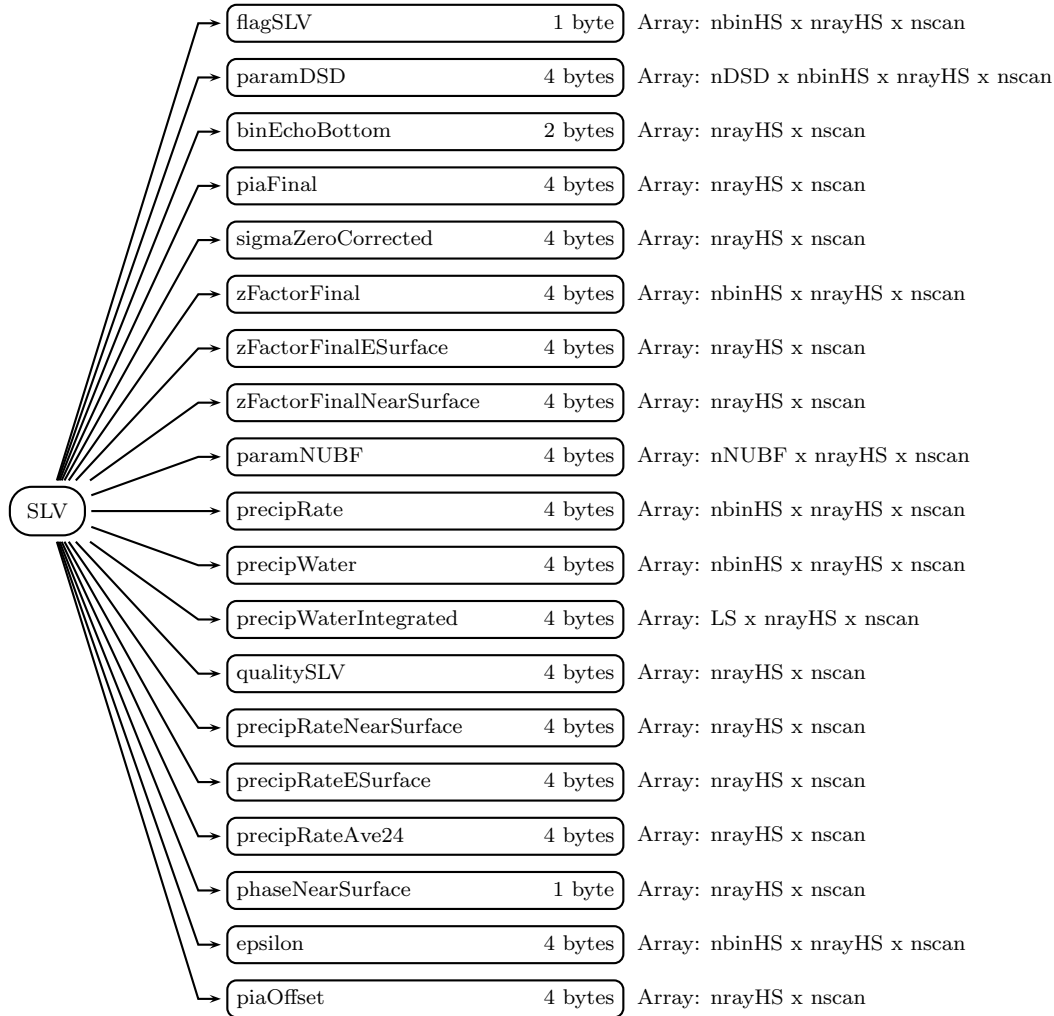 flagSLV 1 byte Array: nbinHS x nrayHS x nscan
paramDSD 4 bytes Array: nDSD x nbinHS x nrayHS x nscan
binEchoBottom 2 bytes Array: nrayHS x nscan
piaFinal 4 bytes Array: nrayHS x nscan
sigmaZeroCorrected 4 bytes Array: nrayHS x nscan
zFactorFinal 4 bytes Array: nbinHS x nrayHS x nscan
zFactorFinalESurface 4 bytes Array: nrayHS x nscan
zFactorFinalNearSurface 4 bytes Array: nrayHS x nscan
paramNUBF 4 bytes Array: nNUBF x nrayHS x nscan
SLV precipRate 4 bytes Array: nbinHS x nrayHS x nscan
precipWater 4 bytes Array: nbinHS x nrayHS x nscan
precipWaterIntegrated 4 bytes Array: LS x nrayHS x nscan
qualitySLV 4 bytes Array: nrayHS x nscan
precipRateNearSurface 4 bytes Array: nrayHS x nscan
precipRateESurface 4 bytes Array: nrayHS x nscan
precipRateAve24 4 bytes Array: nrayHS x nscan
phaseNearSurface 1 byte Array: nrayHS x nscan
epsilon 4 bytes Array: nbinHS x nrayHS x nscan
piaOffset 4 bytes Array: nrayHS x nscan